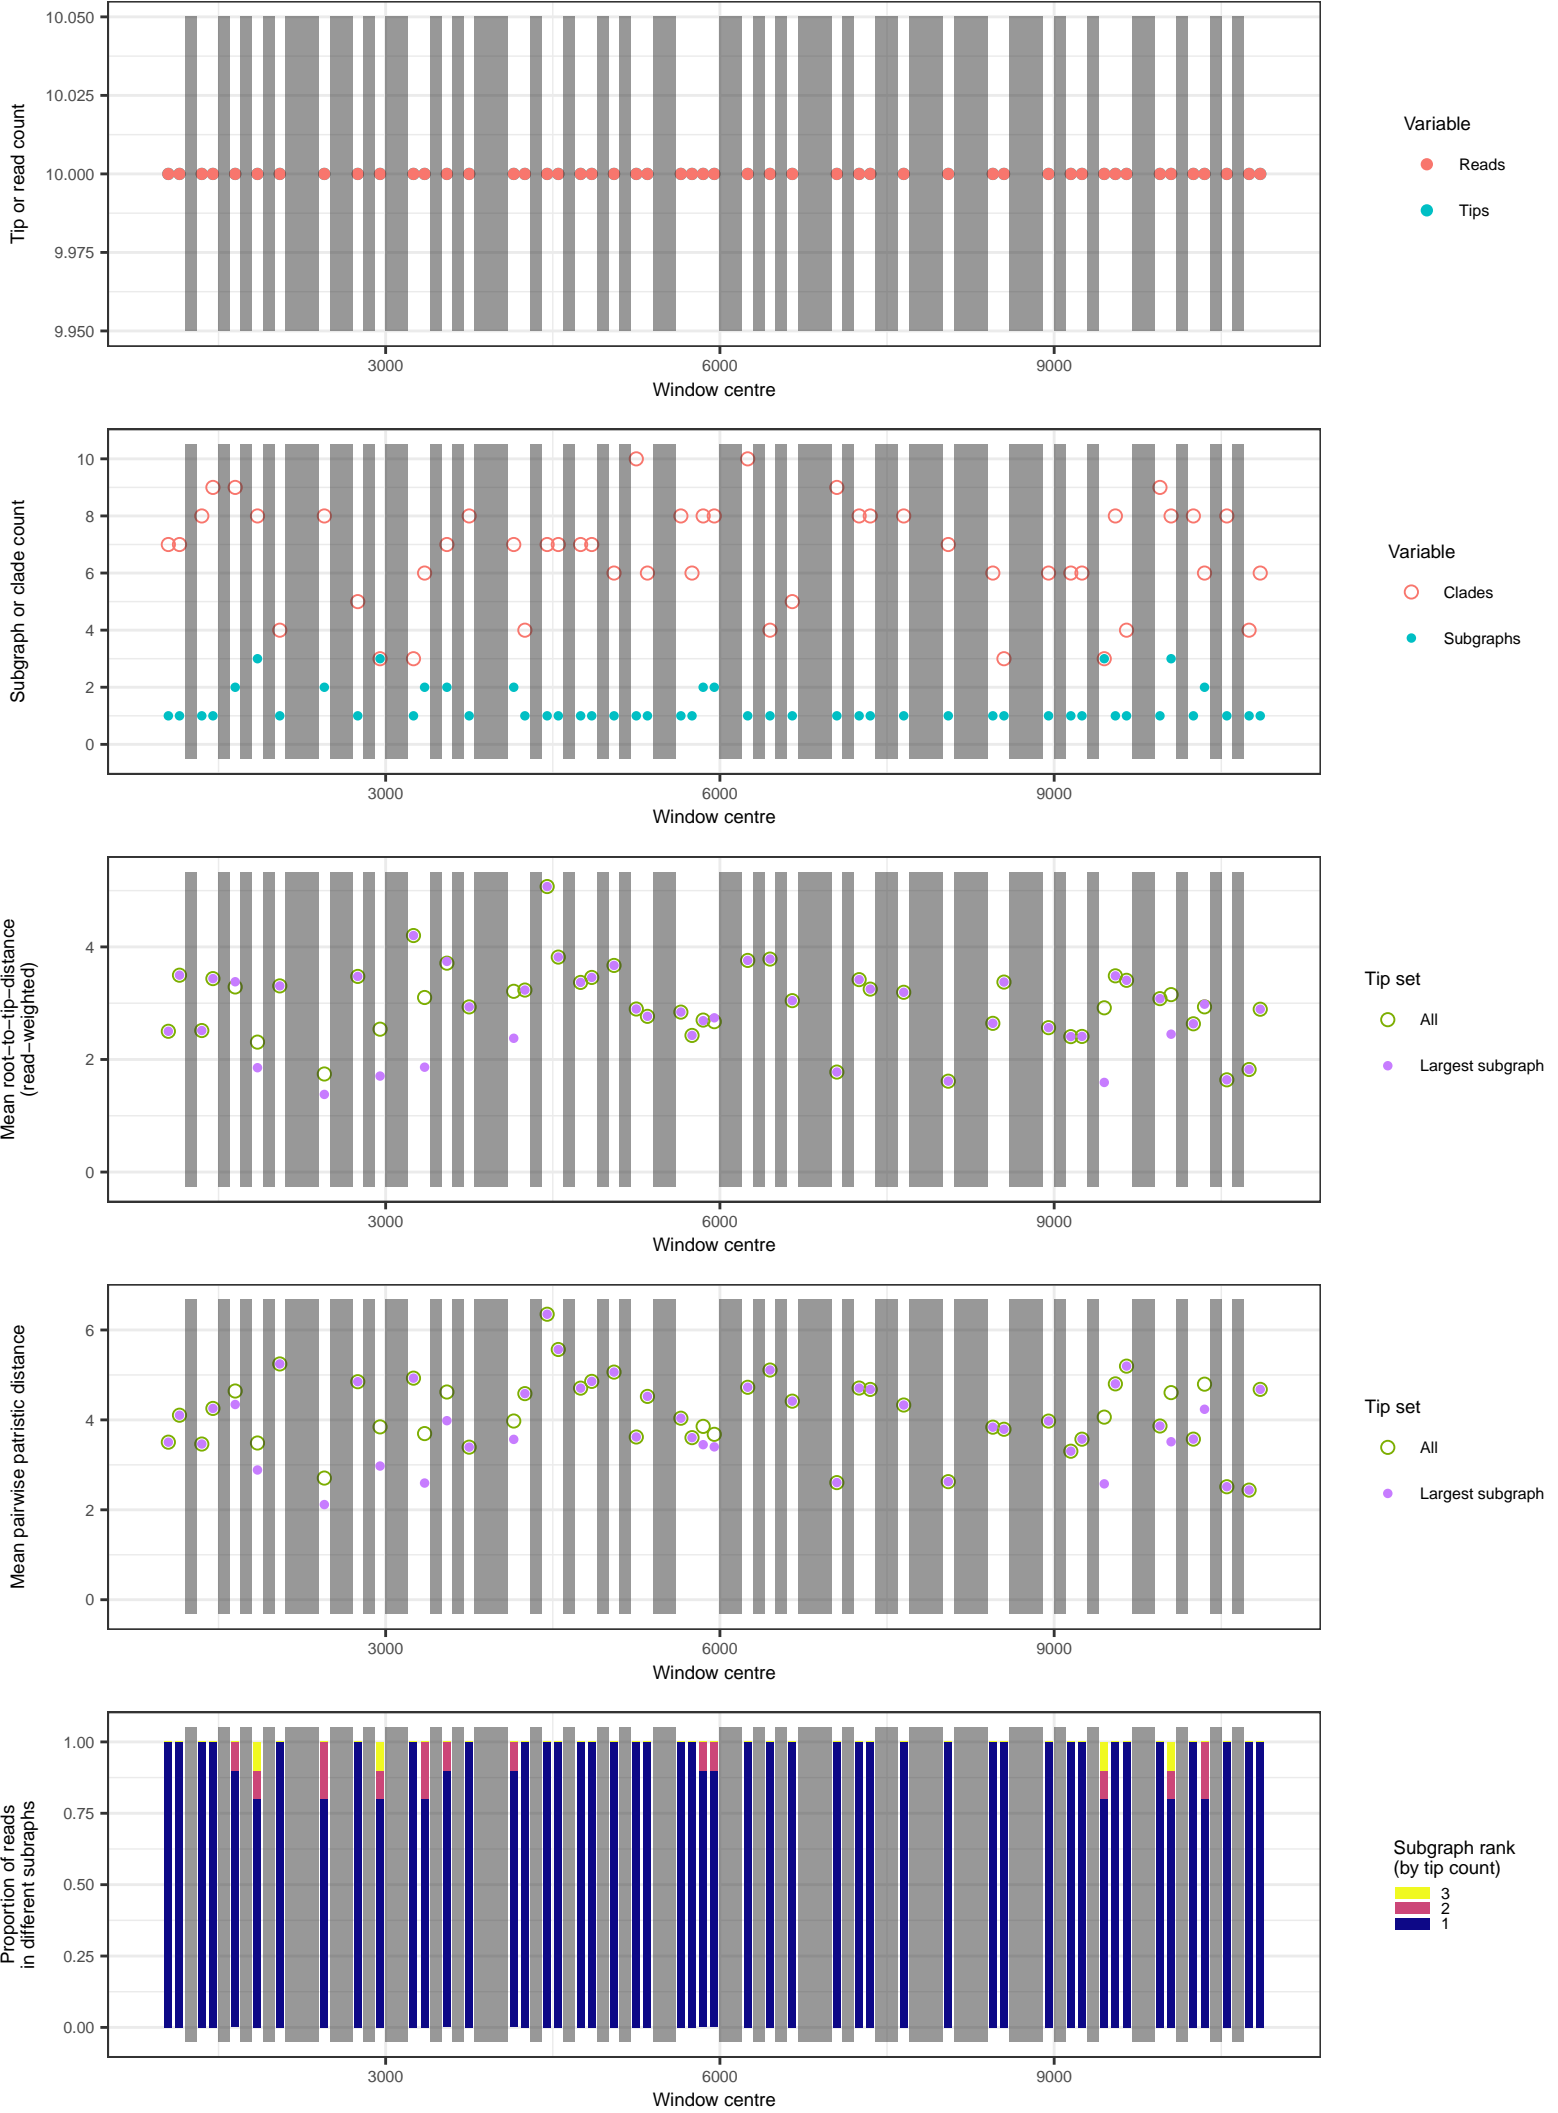 10.050
10.025
10.000
9.975
9.950
Tip or read count
3000
6000
9000
Window centre
Variable
Reads
Tips
10
8
6
4
2
0
Subgraph or clade count
3000
6000
9000
Window centre
Variable
Clades
Subgraphs
4
2
0
Mean root−to−tip−distance
(read−weighted)
3000
6000
9000
Window centre
Tip set
All
Largest subgraph
6
4
2
0
Mean pairwise patristic distance
3000
6000
9000
Window centre
Tip set
All
Largest subgraph
1.00
0.75
0.50
0.25
0.00
Proportion of reads
in different subraphs
3000
6000
9000
Window centre
Subgraph rank
(by tip count)
3
2
1